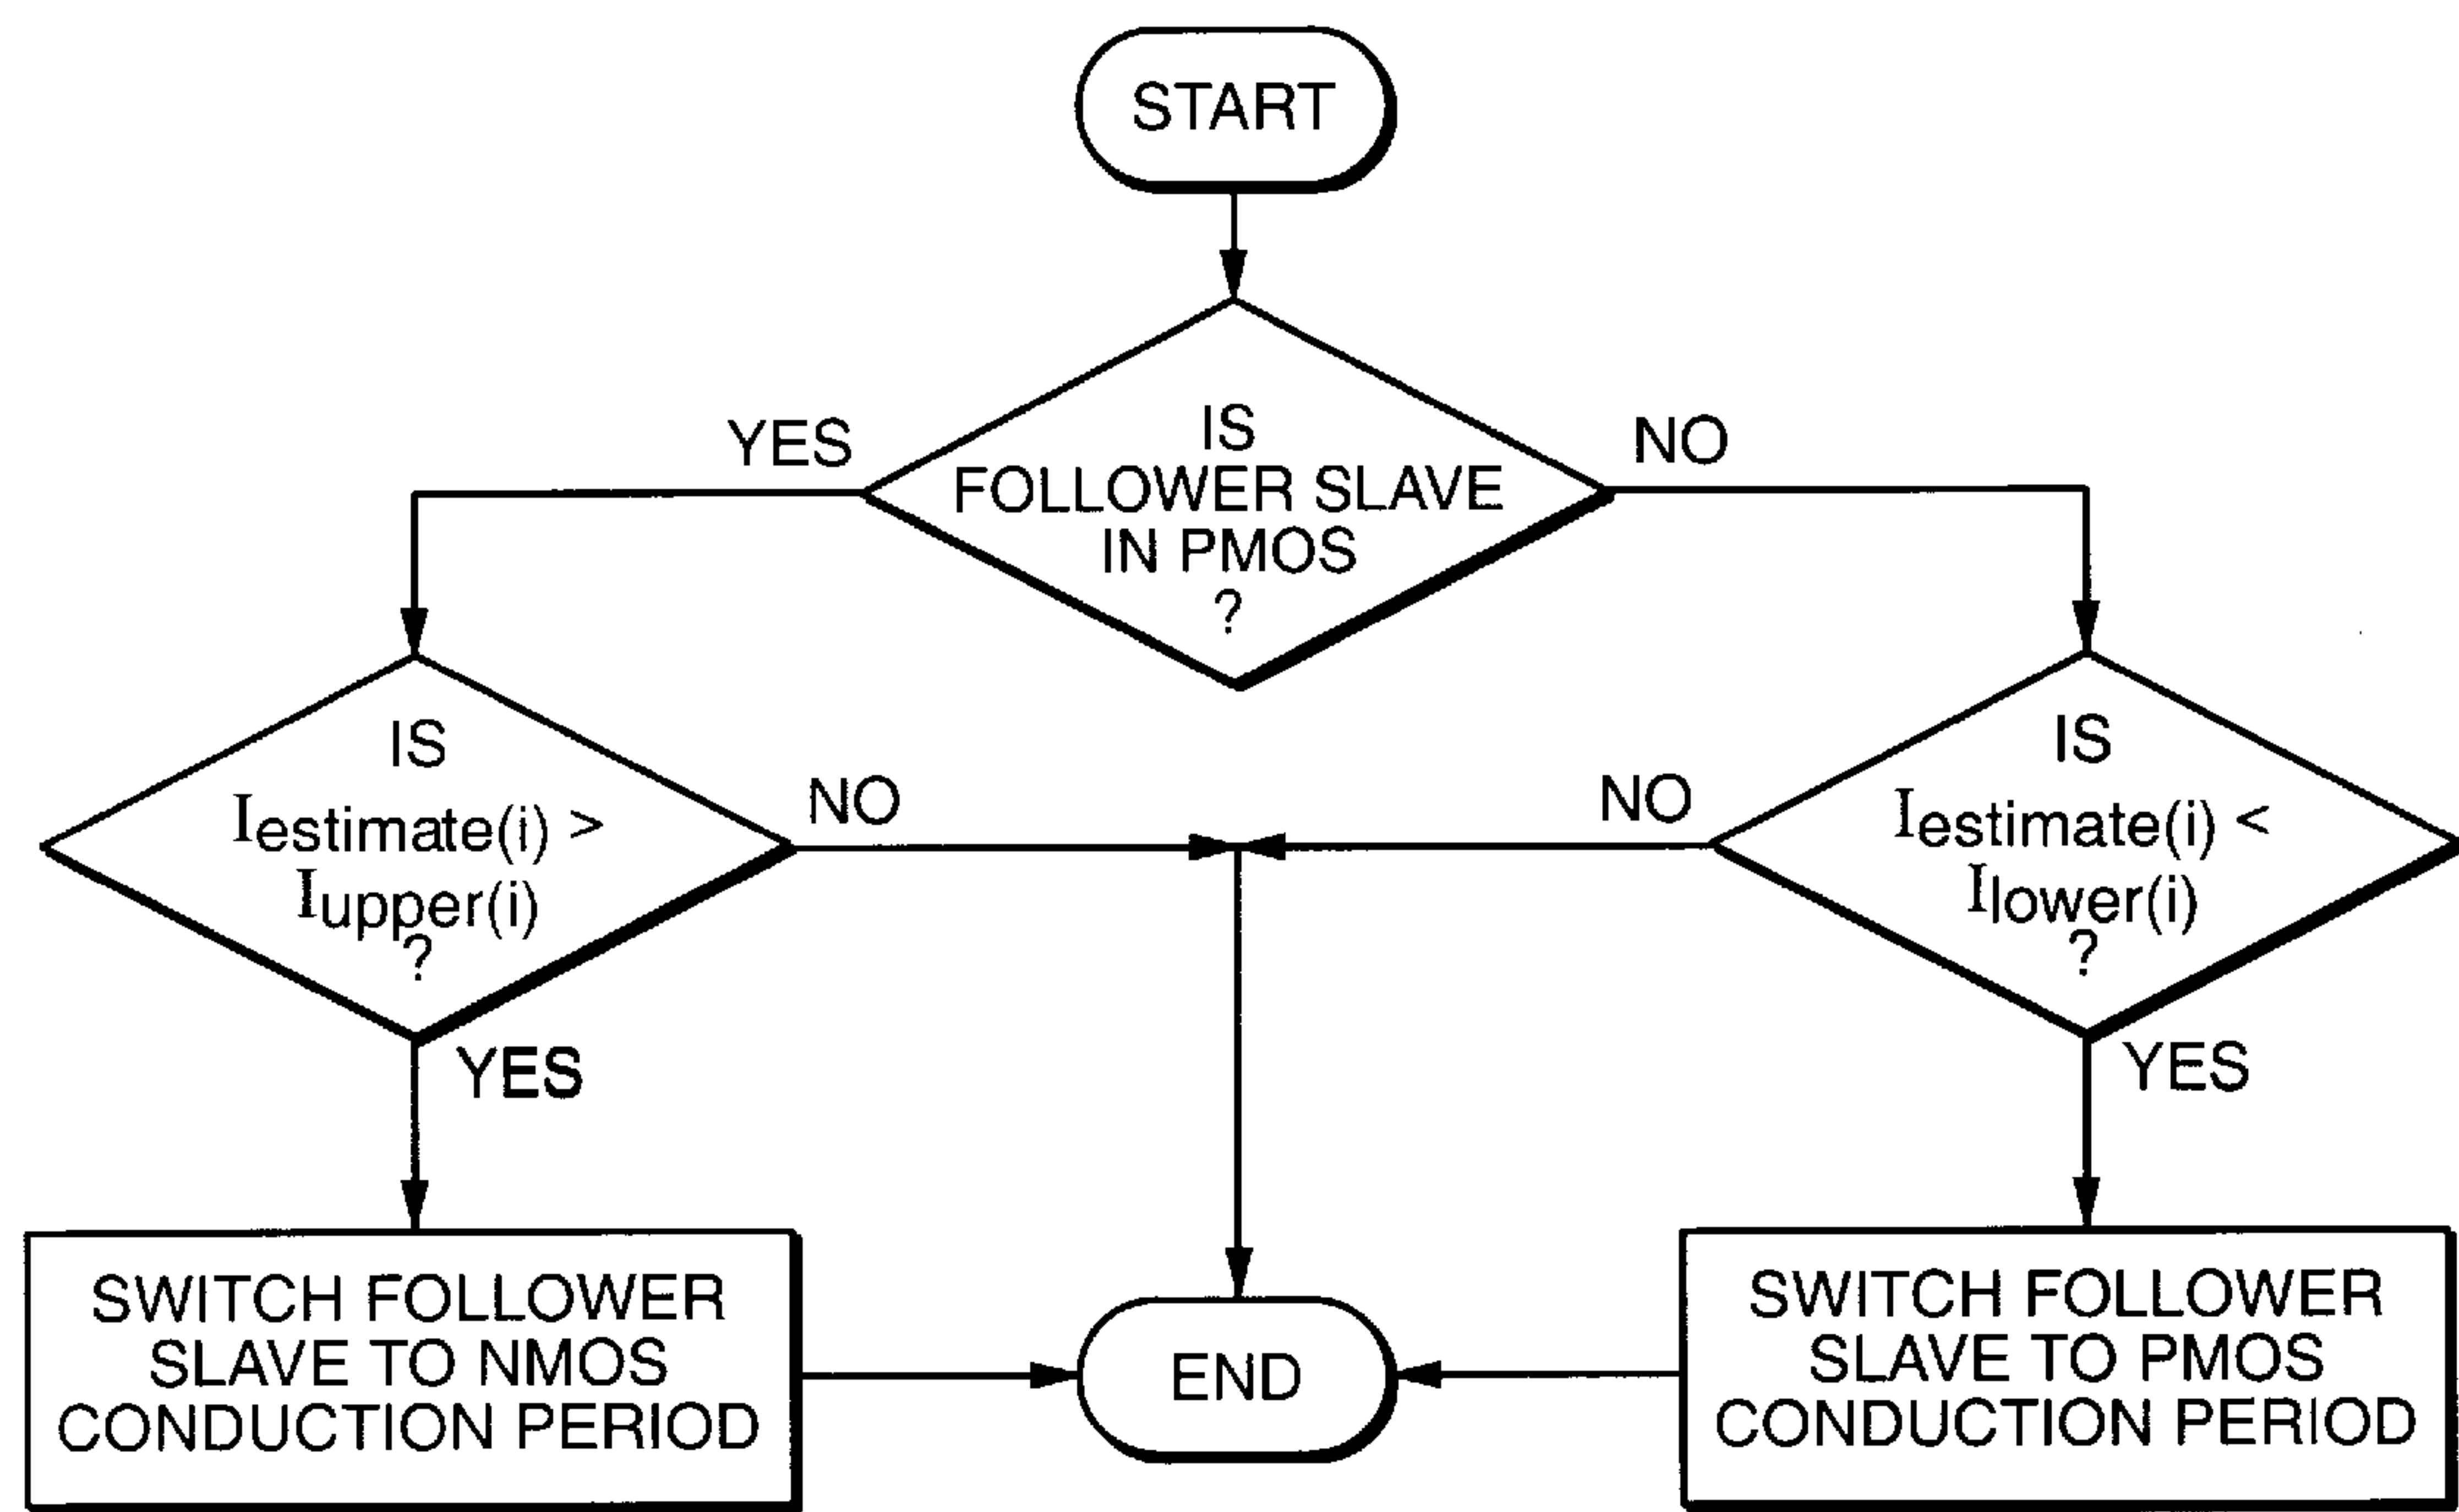 START
IS
FOLLOWER SLAVE
IN PMOS
?
YES
NO
IS
Iestimate(i) >
Iupper(i)
?
NO
YES
IS
Iestimate(i) <
Ilower(i)
?
NO
YES
SWITCH FOLLOWER
SLAVE TO NMOS
CONDUCTION PERIOD
END
SWITCH FOLLOWER
SLAVE TO PMOS
CONDUCTION PERIOD